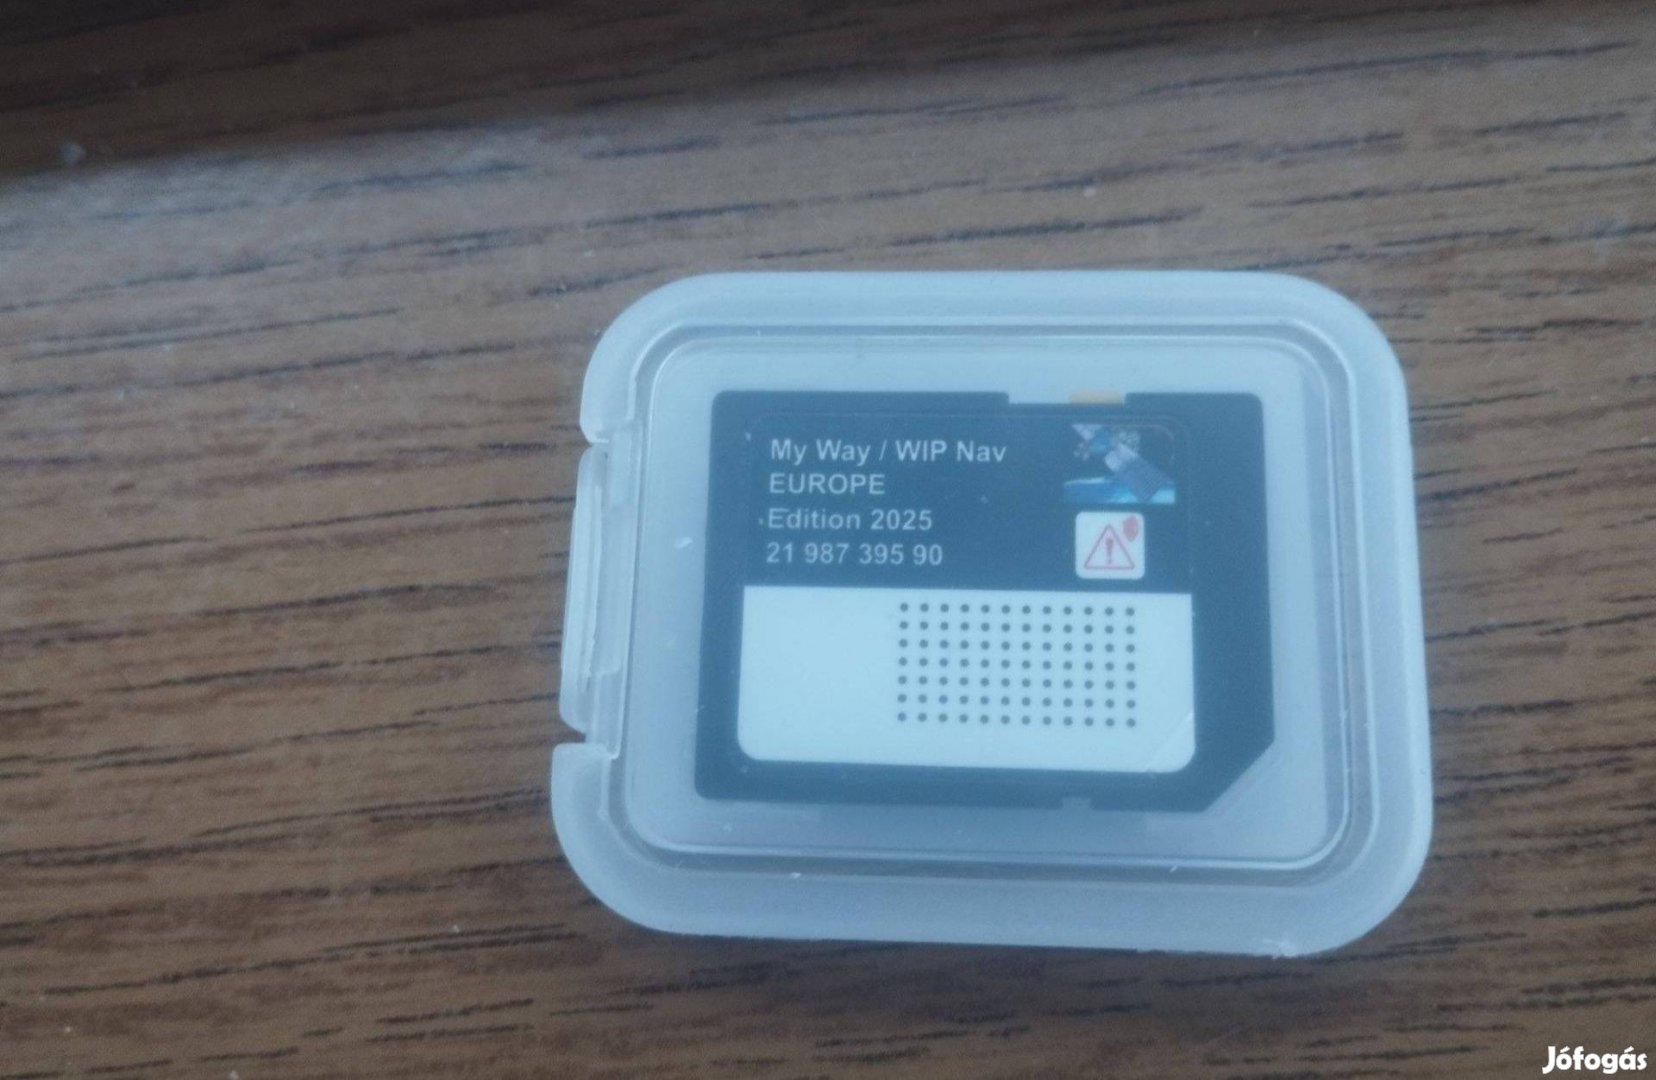 My Way / WIP Nav
EUROPE
Edition 2025
21 987 395 90
Jófogás